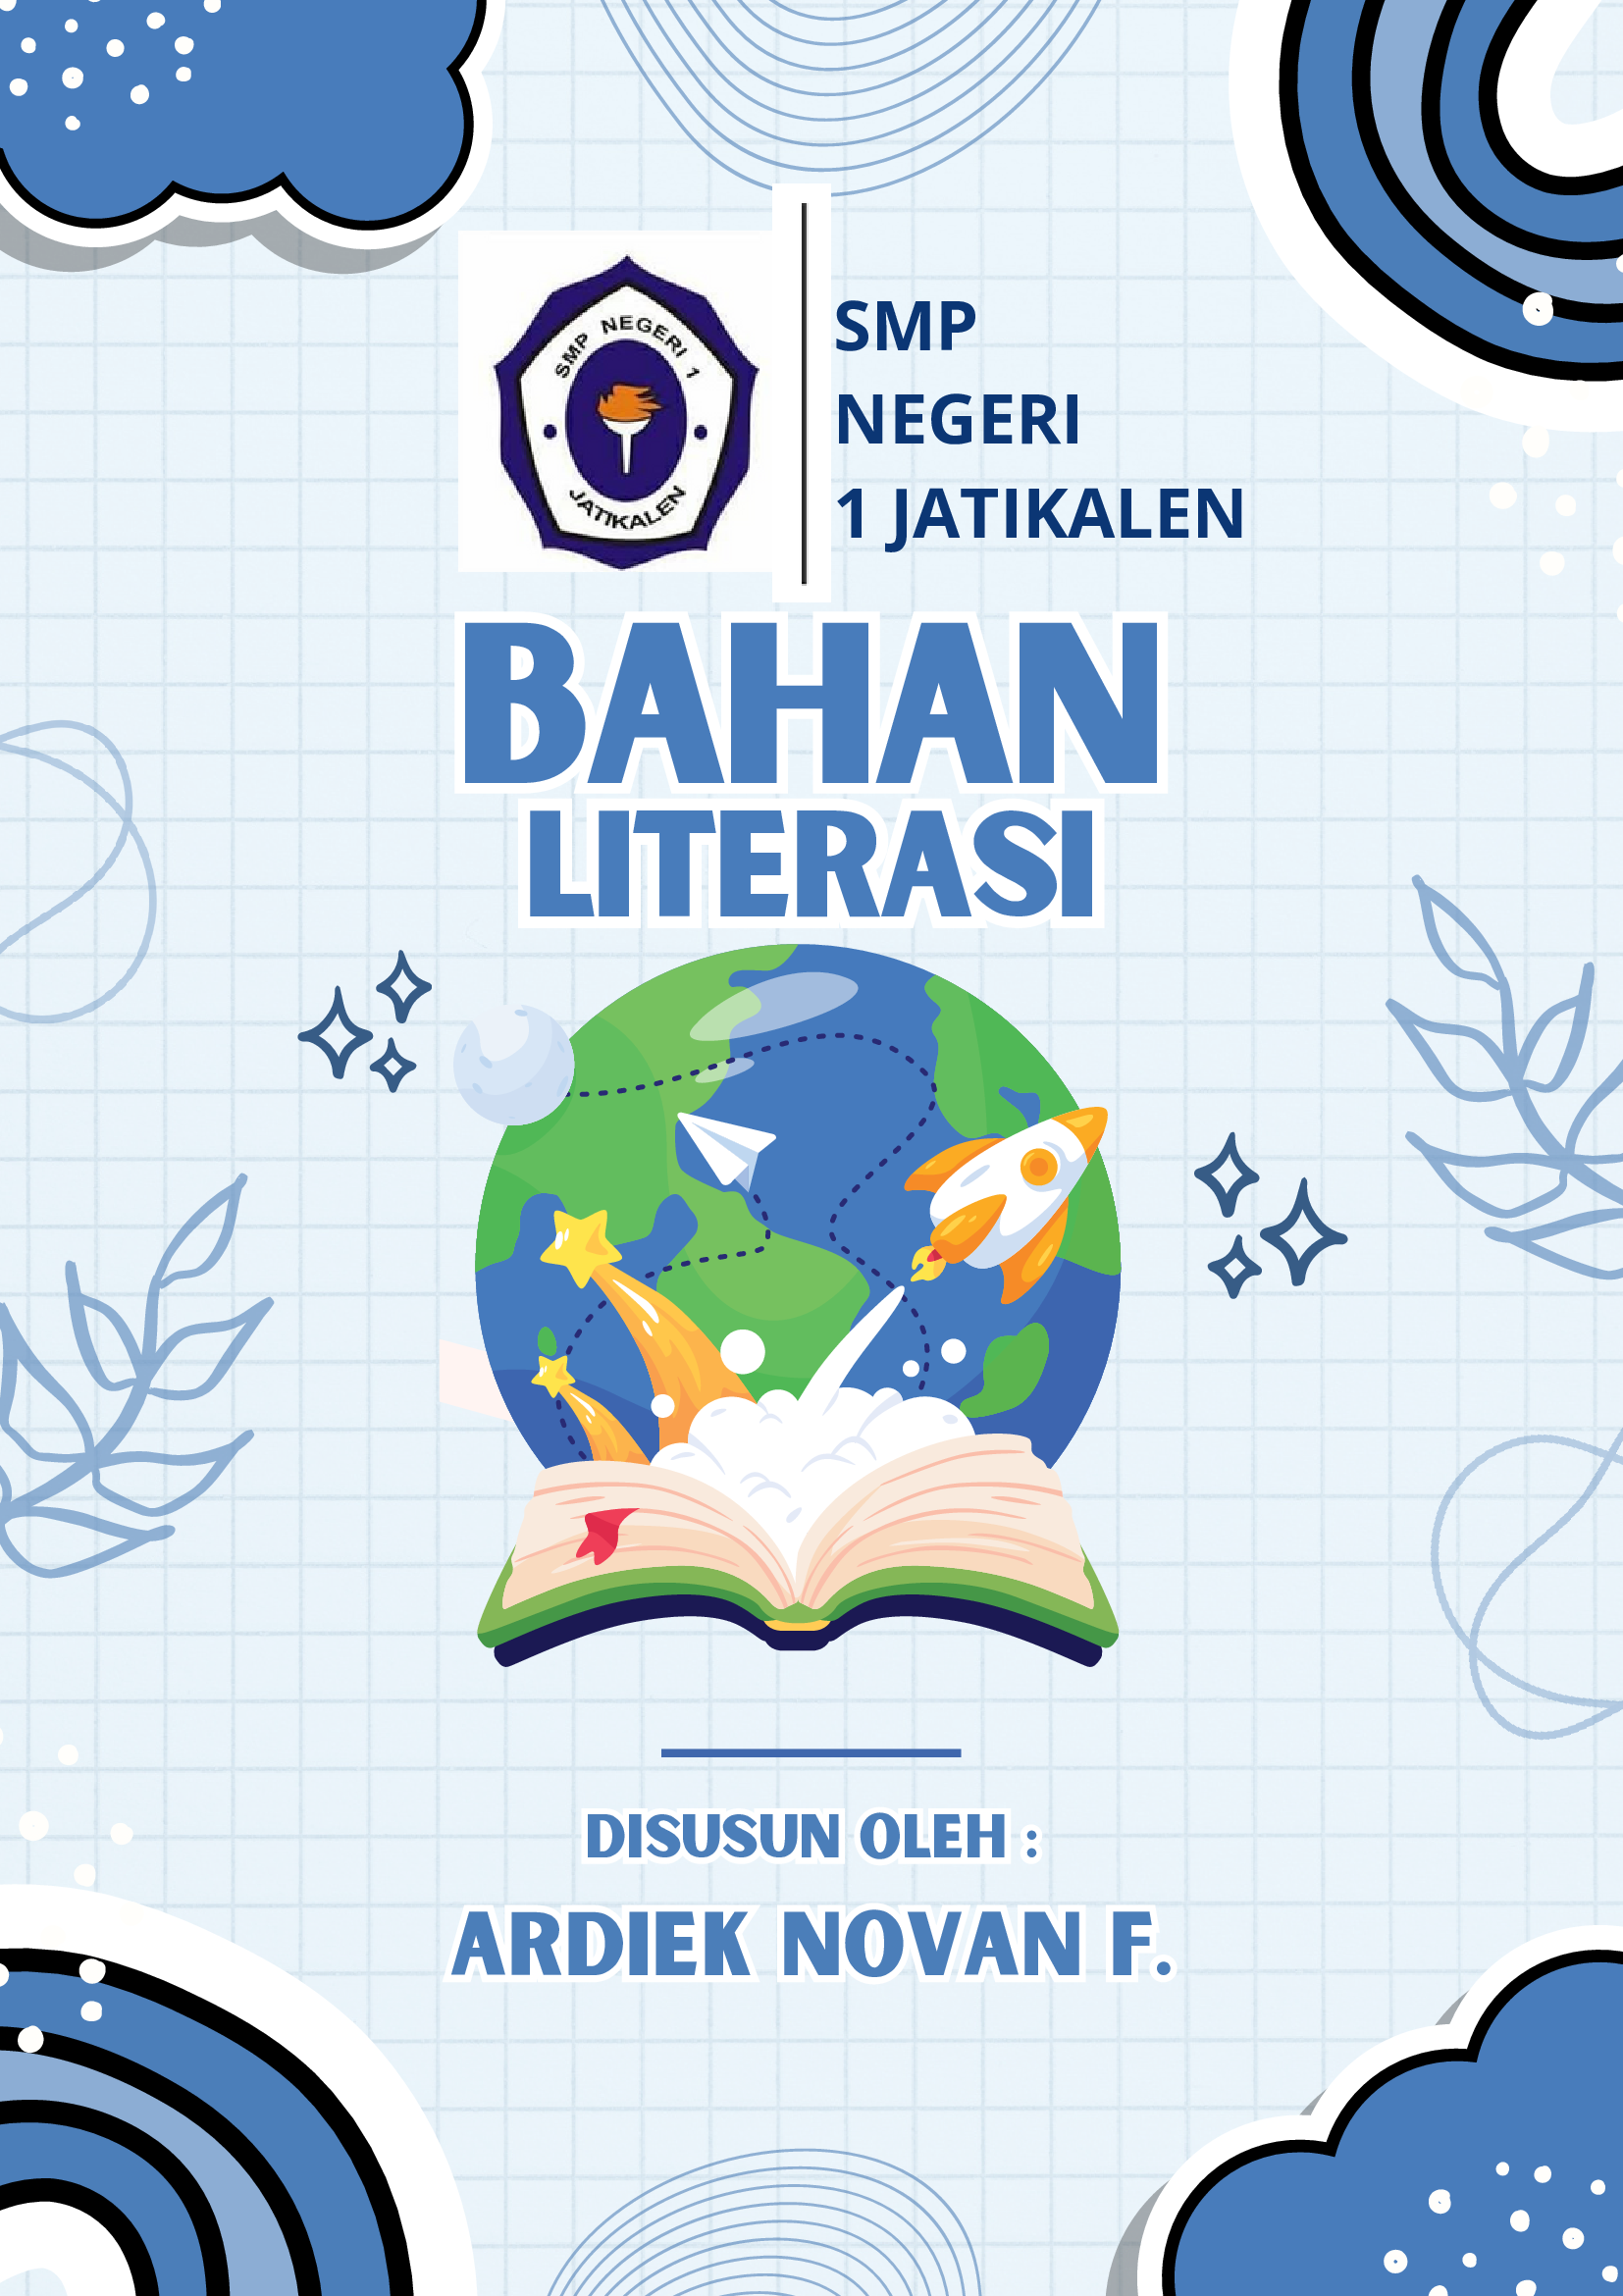 SMP NEGERI 1
JATIKALEN
SMP
NEGERI
1 JATIKALEN
BAHAN
LITERASI
DISUSUN OLEH :
ARDIEK NOVAN F.